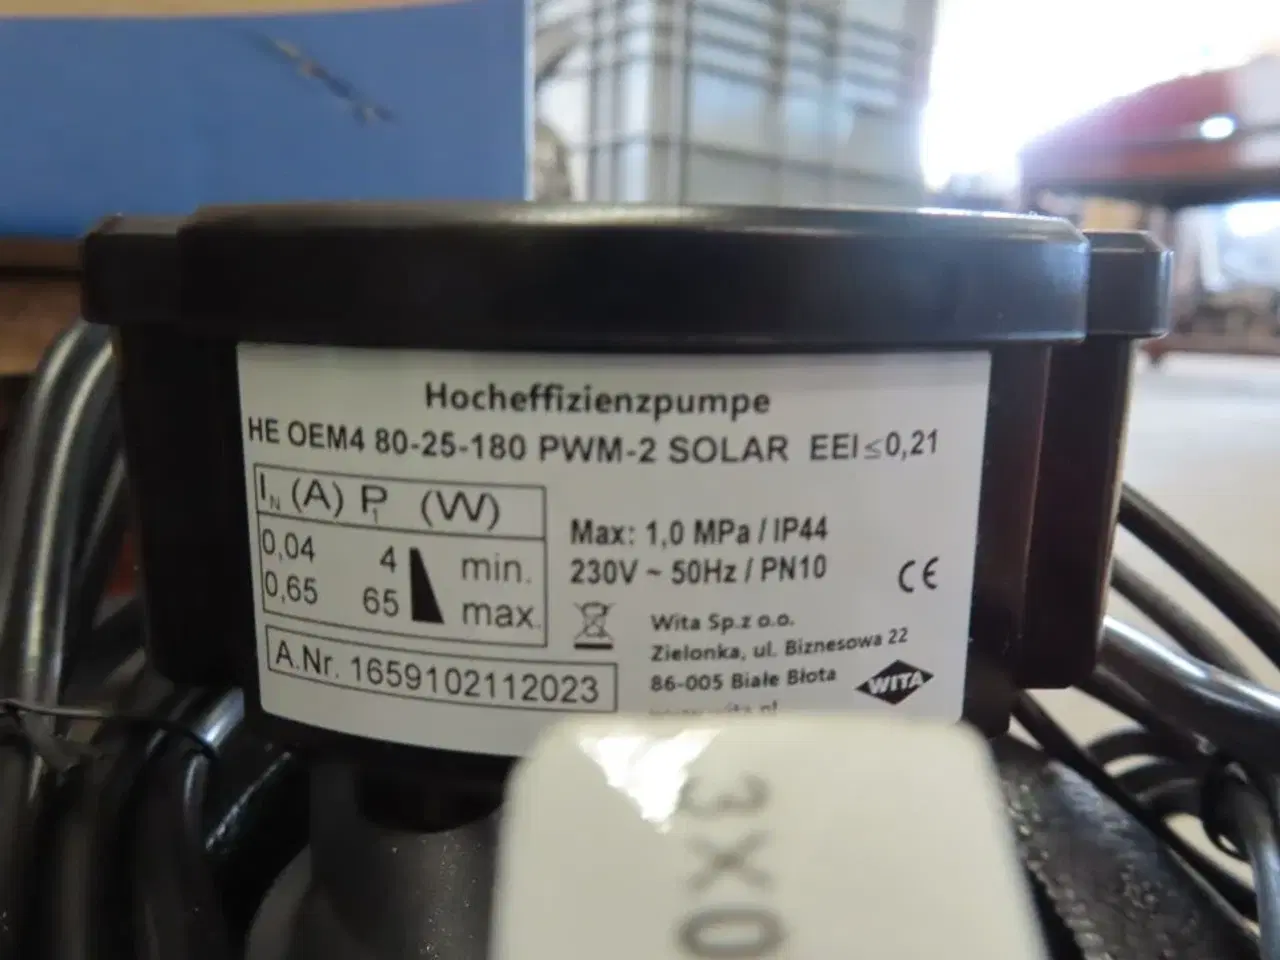 Hocheffizienzpumpe
HE OEM4 80-25-180 PWM-2 SOLAR EEI≤0,21
I_N (A) P_1 (W)
0,04 4 min.
0,65 65 max.
A.Nr. 1659102112023
Max: 1,0 MPa / IP44
230V ~ 50Hz / PN10
CE
Wita Sp.z o.o.
Zielonka, ul. Biznesowa 22
86-005 Białe Błota
WITA
3x0